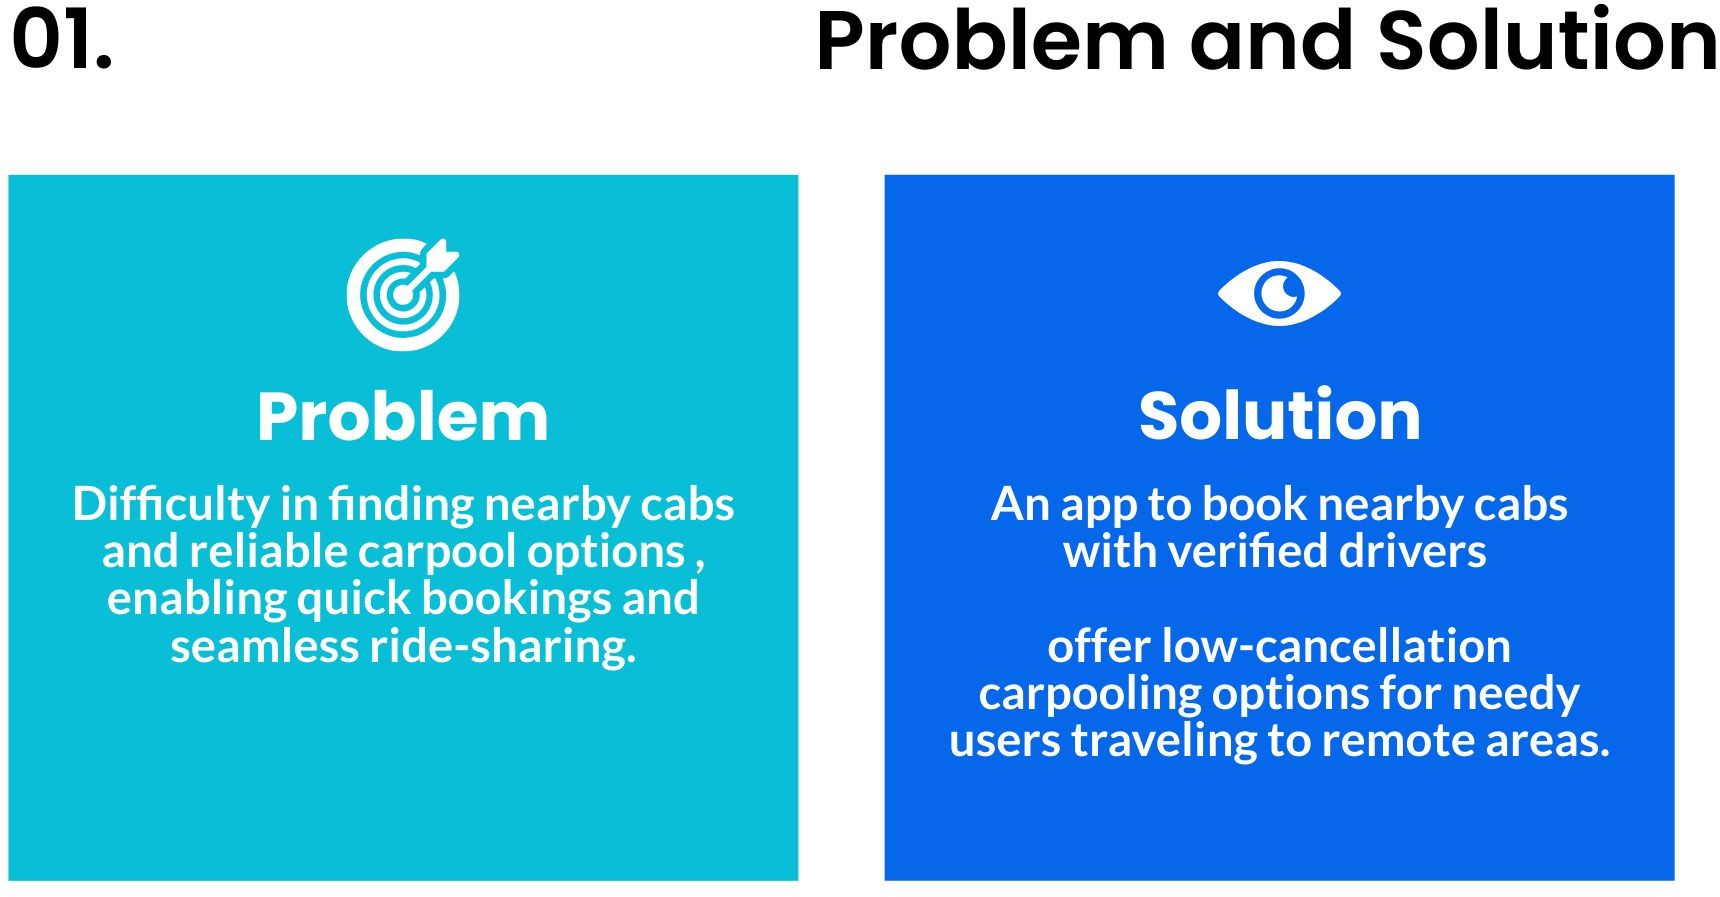 01.
Problem and Solution
Problem
Difficulty in finding nearby cabs
and reliable carpool options ,
enabling quick bookings and
seamless ride-sharing.
Solution
An app to book nearby cabs
with verified drivers
offer low-cancellation
carpooling options for needy
users traveling to remote areas.